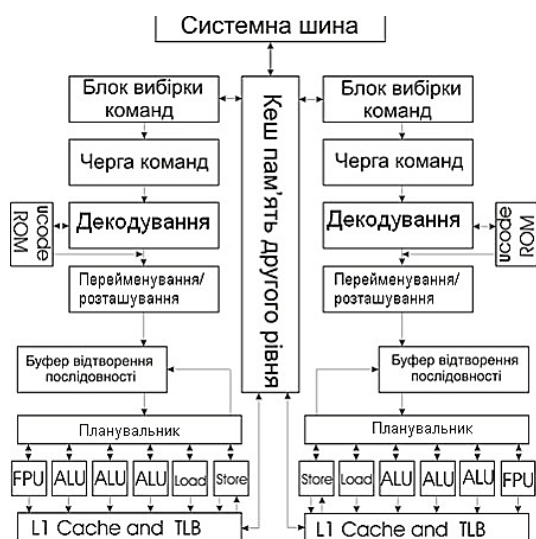 Системна шина
Блок вибірки
команд
Черга команд
Декодування
ucode
ROM
Перейменування/
розташування
Буфер відтворення
послідовності
Планувальник
FPU
ALU
ALU
ALU
Load
Store
L1 Cache and TLB
Кеш пам'ять другого рівня
Блок вибірки
команд
Черга команд
Декодування
ucode
ROM
Перейменування/
розташування
Буфер відтворення
послідовності
Планувальник
Store
Load
ALU
ALU
ALU
FPU
L1 Cache and TLB